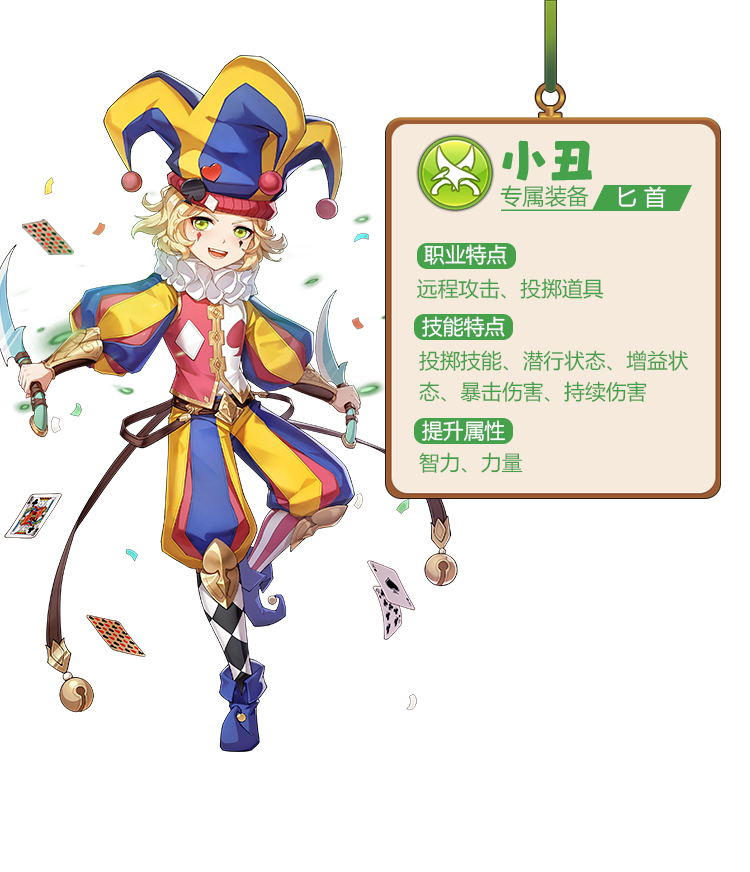 小丑
专属装备 匕首
职业特点
远程攻击、投掷道具
技能特点
投掷技能、潜行状态、增益状
态、暴击伤害、持续伤害
提升属性
智力、力量